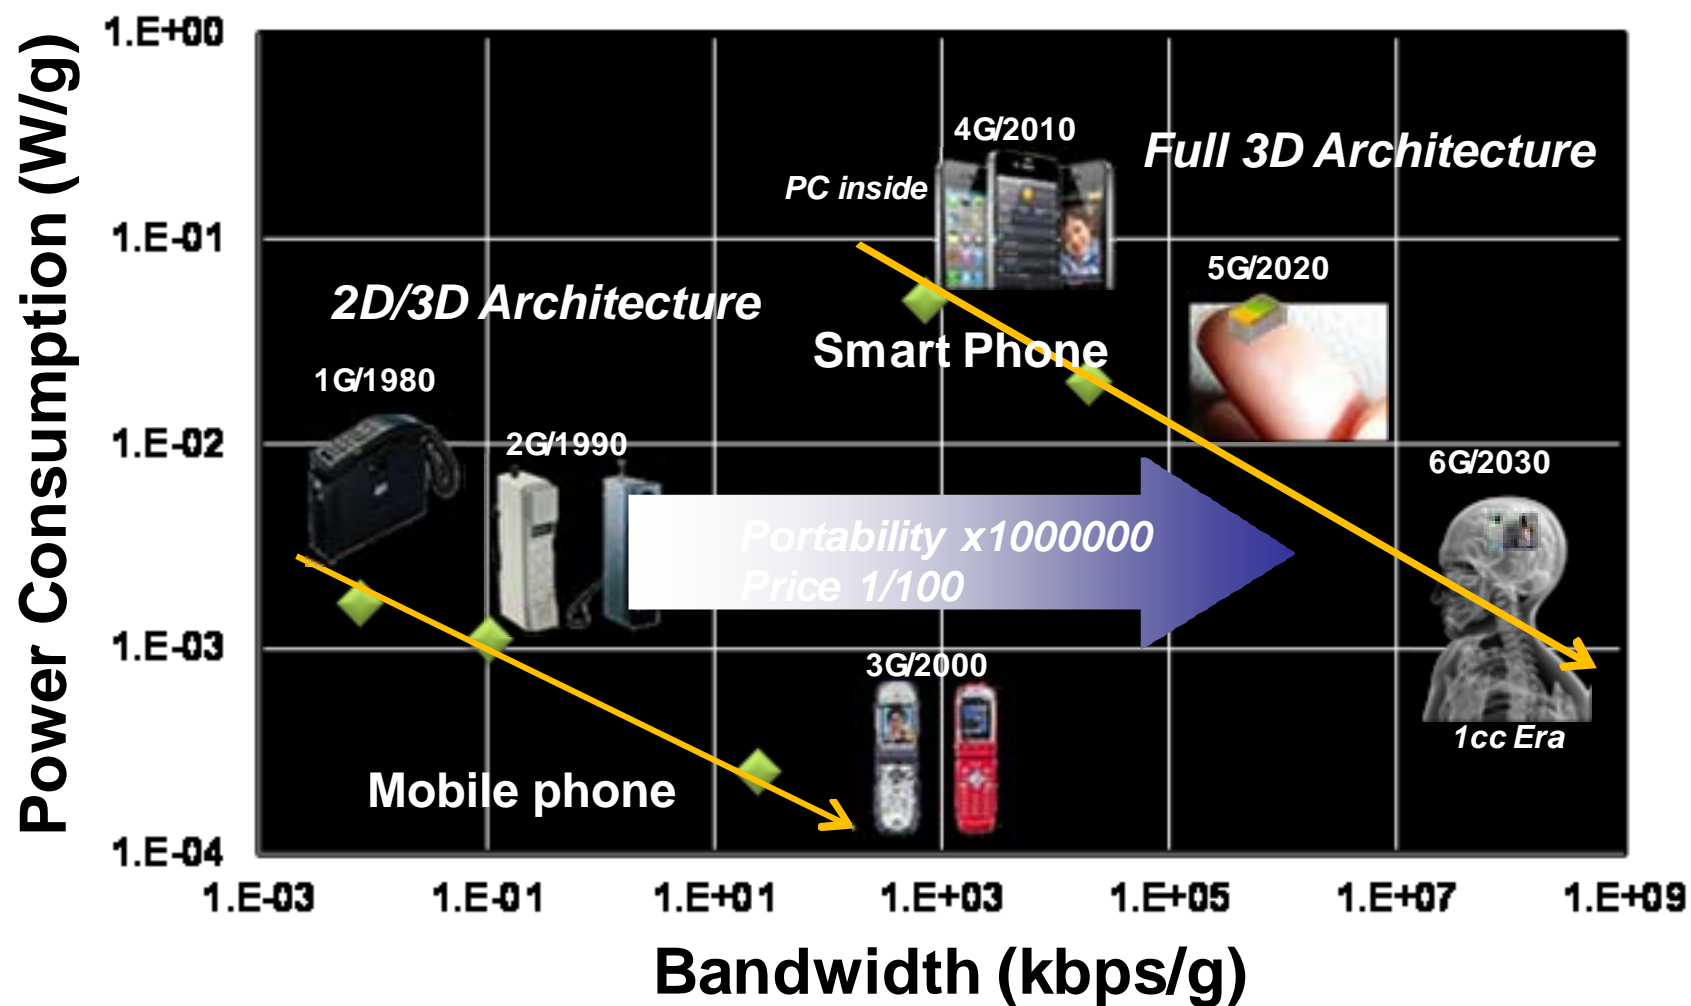 Power Consumption (W/g)
1.E+00
1.E-01
1.E-02
1.E-03
1.E-04
4G/2010
Full 3D Architecture
PC inside
5G/2020
2D/3D Architecture
Smart Phone
1G/1980
2G/1990
6G/2030
Portability x1000000
Price 1/100
3G/2000
1cc Era
Mobile phone
1.E-03
1.E-01
1.E+01
1.E+03
1.E+05
1.E+07
1.E+09
Bandwidth (kbps/g)